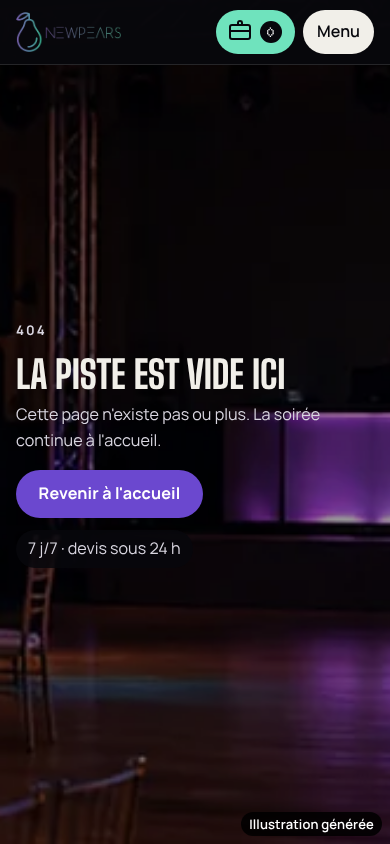 NEWPEARS
0
Menu
404
LA PISTE EST VIDE ICI
Cette page n'existe pas ou plus. La soirée
continue à l'accueil.
Revenir à l'accueil
7 j/7 · devis sous 24 h
Illustration générée